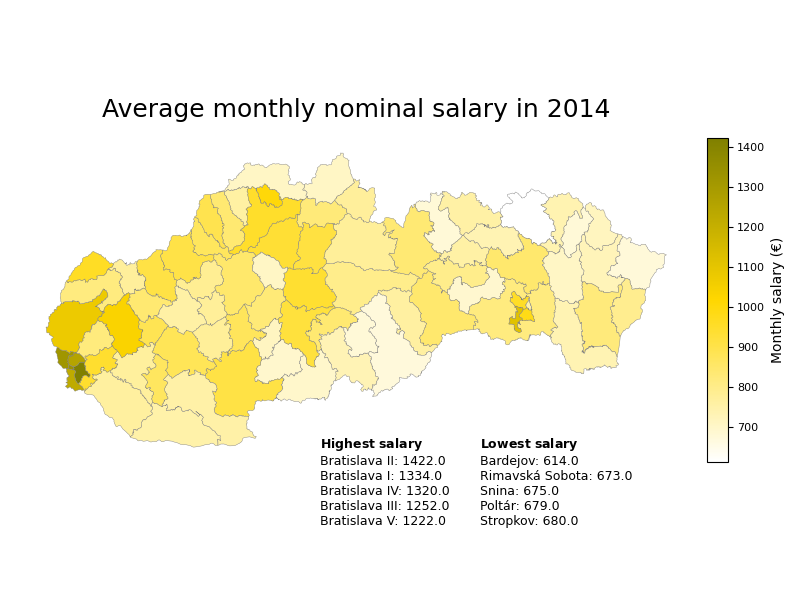 Average monthly nominal salary in 2014
1400
1300
1200
1100
1000
900
800
700
Monthly salary (€)
Highest salary
Bratislava II: 1422.0
Bratislava I: 1334.0
Bratislava IV: 1320.0
Bratislava III: 1252.0
Bratislava V: 1222.0
Lowest salary
Bardejov: 614.0
Rimavská Sobota: 673.0
Snina: 675.0
Poltár: 679.0
Stropkov: 680.0